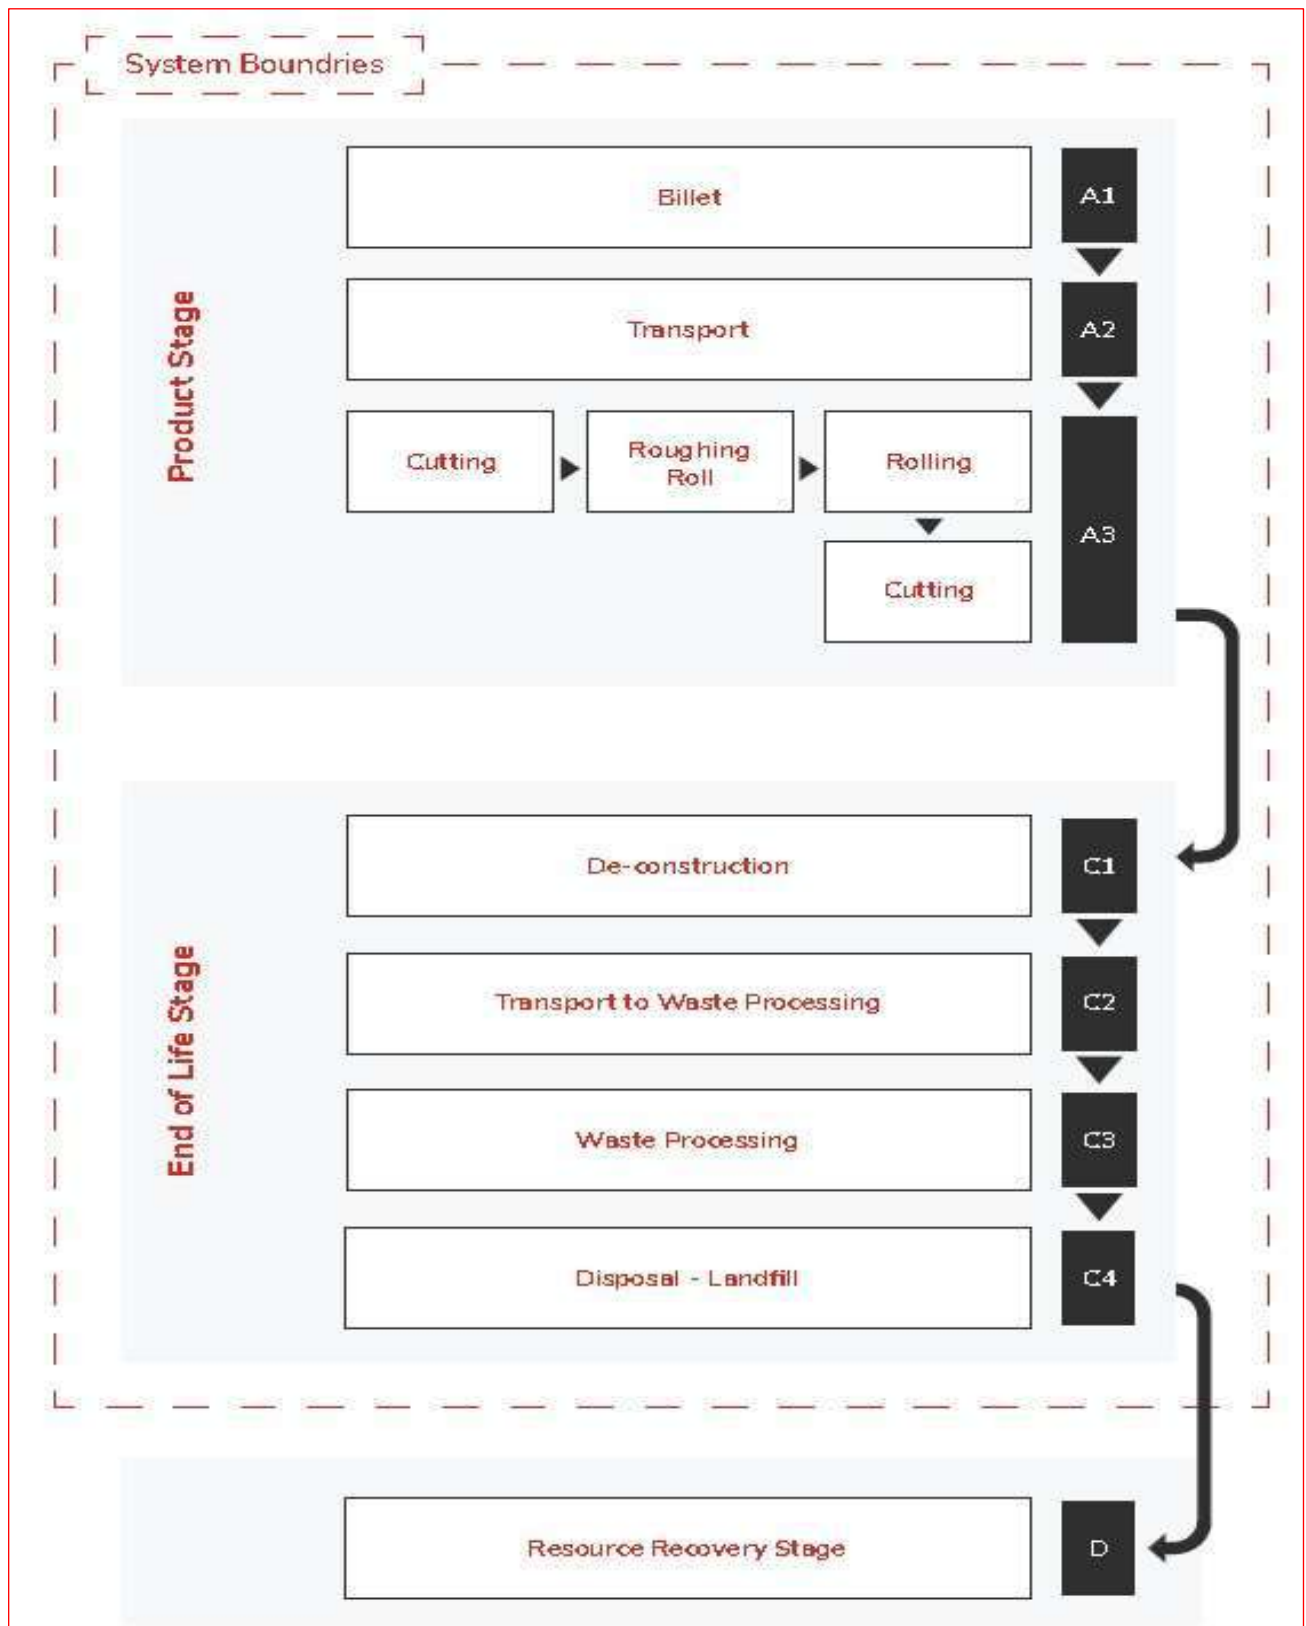 System Boundries
Billet
A1
Transport
A2
Product Stage
Cutting
Roughing
Roll
Rolling
A3
Cutting
De-construction
C1
Transport to Waste Processing
C2
End of Life Stage
Waste Processing
C3
Disposal - Landfill
C4
Resource Recovery Stage
D